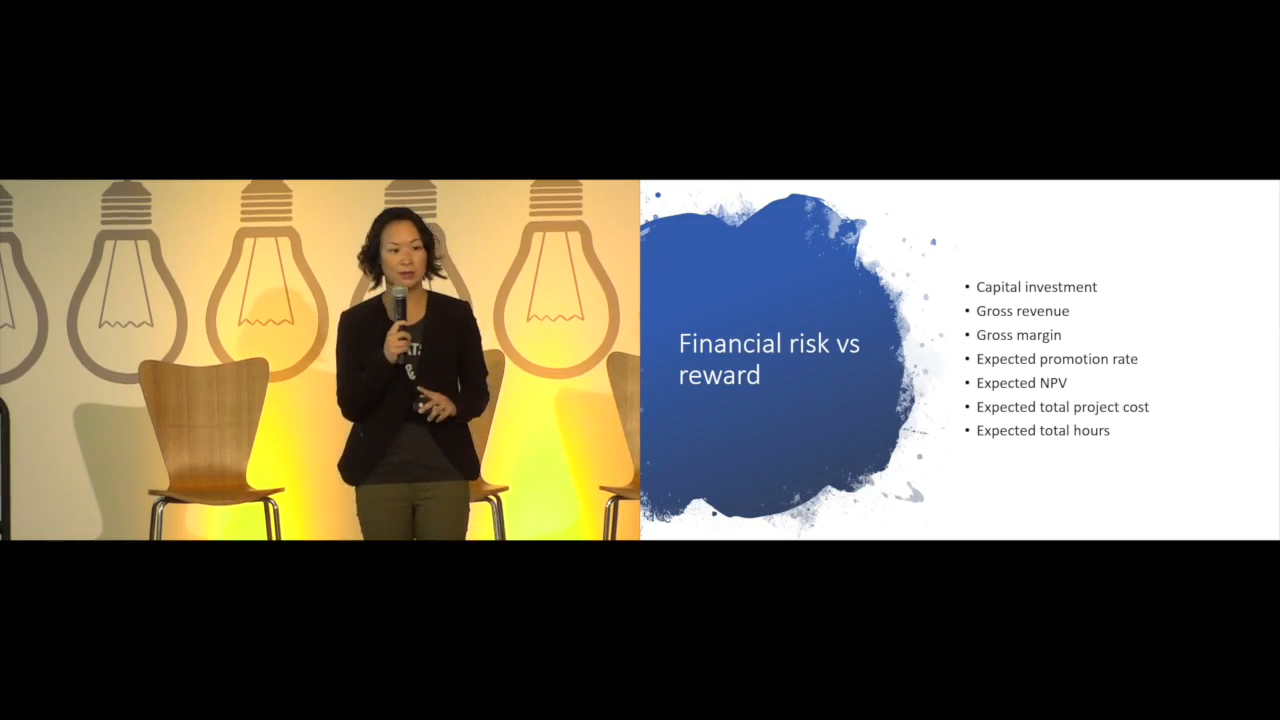 Financial risk vs
reward
• Capital investment
• Gross revenue
• Gross margin
• Expected promotion rate
• Expected NPV
• Expected total project cost
• Expected total hours